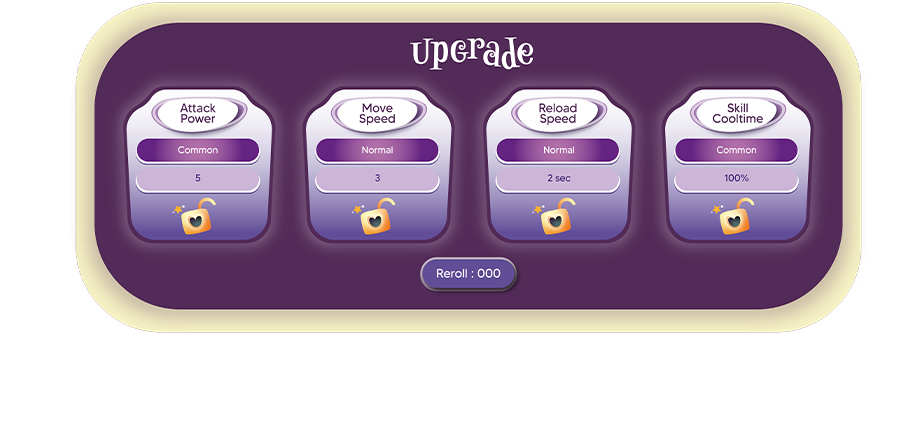 Upgrade
Attack
Power
Common
5
Move
Speed
Normal
3
Reload
Speed
Normal
2 sec
Skill
Cooltime
Common
100%
Reroll : 000